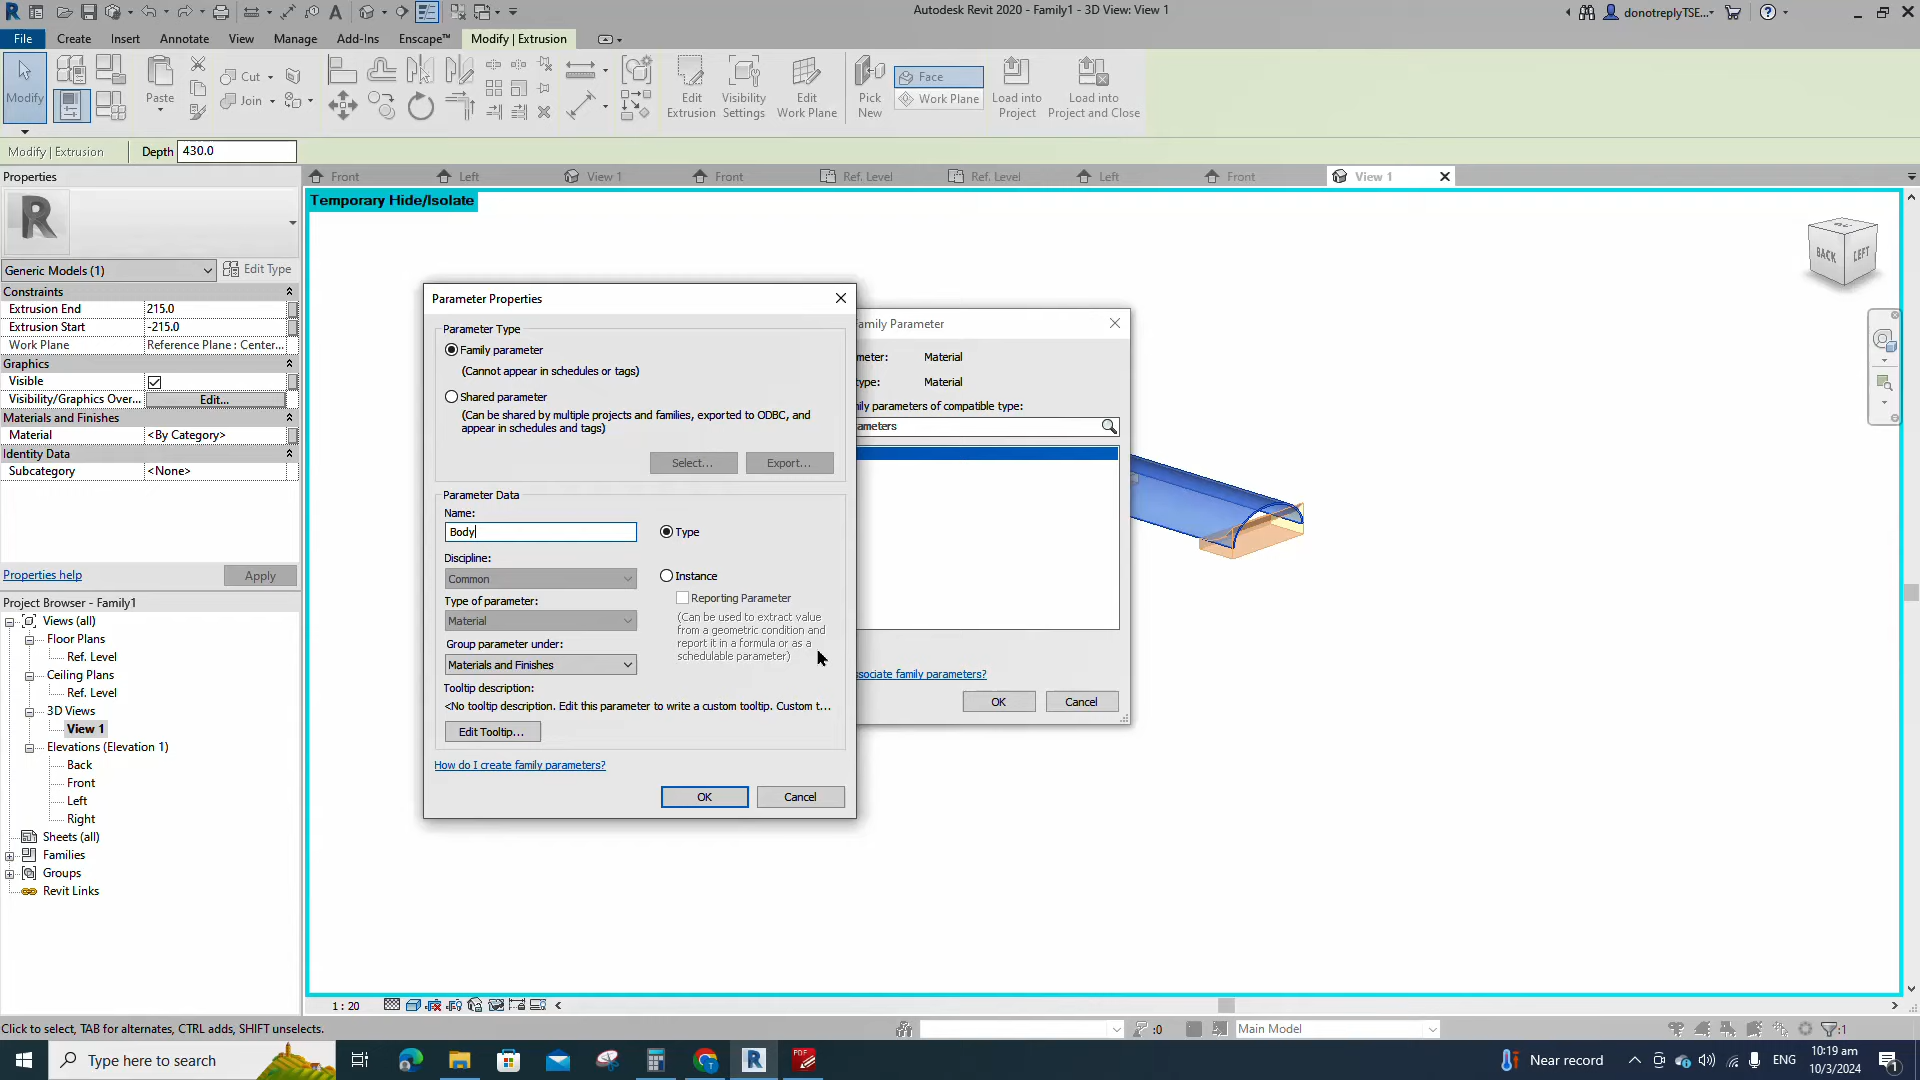 Autodesk Revit 2020 - Family1 - 3D View: View 1
donotreplyTSE...
File Create Insert Annotate View Manage Add-Ins Enscape™ Modify | Extrusion
Modify
Paste
Cut
Join
Edit Extrusion
Visibility Settings
Edit Work Plane
Pick New
Face
Work Plane
Load into Project
Load into Project and Close
Modify | Extrusion Depth 430.0
Properties
Front Left View 1 Front Ref. Level Ref. Level Left Front View 1
Temporary Hide/Isolate
BACK LEFT
Generic Models (1) Edit Type
Constraints
Extrusion End 215.0
Extrusion Start -215.0
Work Plane Reference Plane : Center...
Graphics
Visible
Visibility/Graphics Over... Edit...
Materials and Finishes
Material <By Category>
Identity Data
Subcategory <None>
Properties help Apply
Project Browser - Family1
Views (all)
Floor Plans
Ref. Level
Ceiling Plans
Ref. Level
3D Views
View 1
Elevations (Elevation 1)
Back
Front
Left
Right
Sheets (all)
Families
Groups
Revit Links
Parameter Properties
Parameter Type
Family parameter
(Cannot appear in schedules or tags)
Shared parameter
(Can be shared by multiple projects and families, exported to ODBC, and
appear in schedules and tags)
Select... Export...
Parameter Data
Name:
Body
Type
Discipline:
Common
Instance
Type of parameter:
Reporting Parameter
Material
(Can be used to extract value
from a geometric condition and
report it in a formula or as a
schedulable parameter)
Group parameter under:
Materials and Finishes
Tooltip description:
<No tooltip description. Edit this parameter to write a custom tooltip. Custom t...
Edit Tooltip...
How do I create family parameters?
OK Cancel
amily Parameter
meter: Material
ype: Material
nily parameters of compatible type:
ameters
ssociate family parameters?
OK Cancel
1 : 20
Click to select, TAB for alternates, CTRL adds, SHIFT unselects.
:0
Main Model
:1
Type here to search
PDF
Near record
ENG
10:19 am
10/3/2024
1